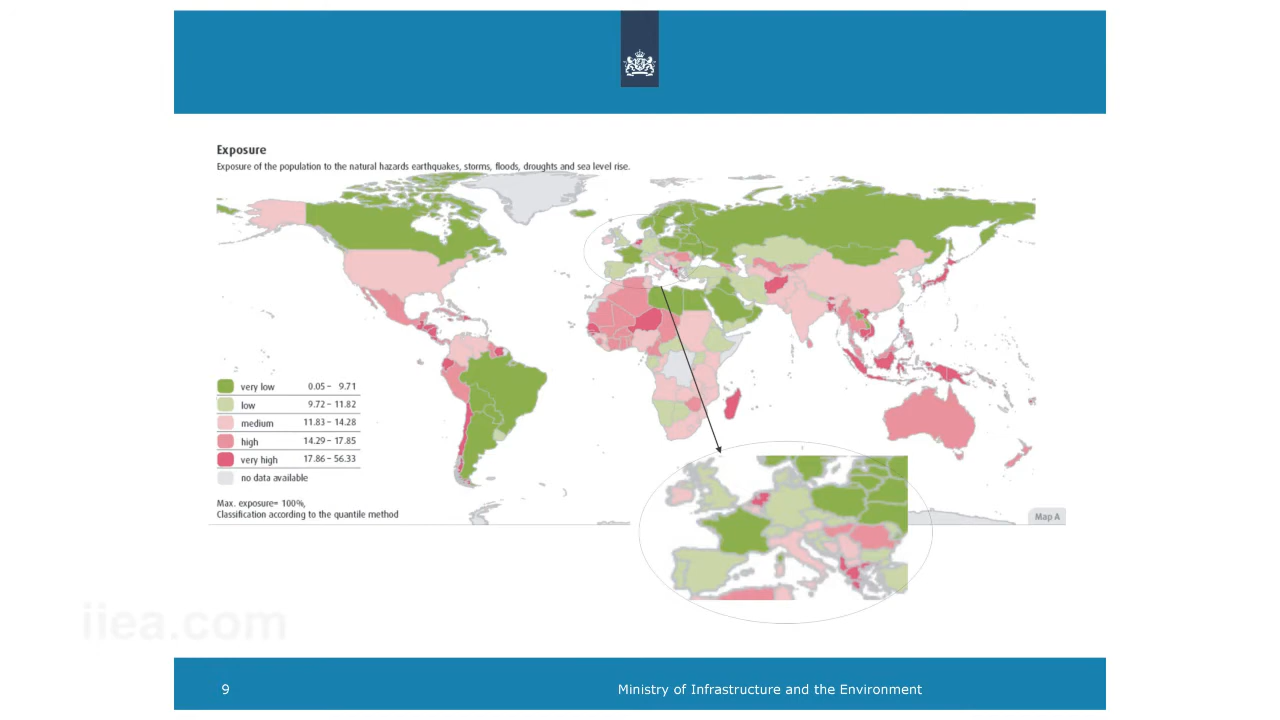 Exposure
Exposure of the population to the natural hazards earthquakes, storms, floods, droughts and sea level rise.
very low 0.05 – 9.71
low 9.72 – 11.82
medium 11.83 – 14.28
high 14.29 – 17.85
very high 17.86 – 56.33
no data available
Max. exposure= 100%,
Classification according to the quantile method
Map A
iiea.com
9 Ministry of Infrastructure and the Environment